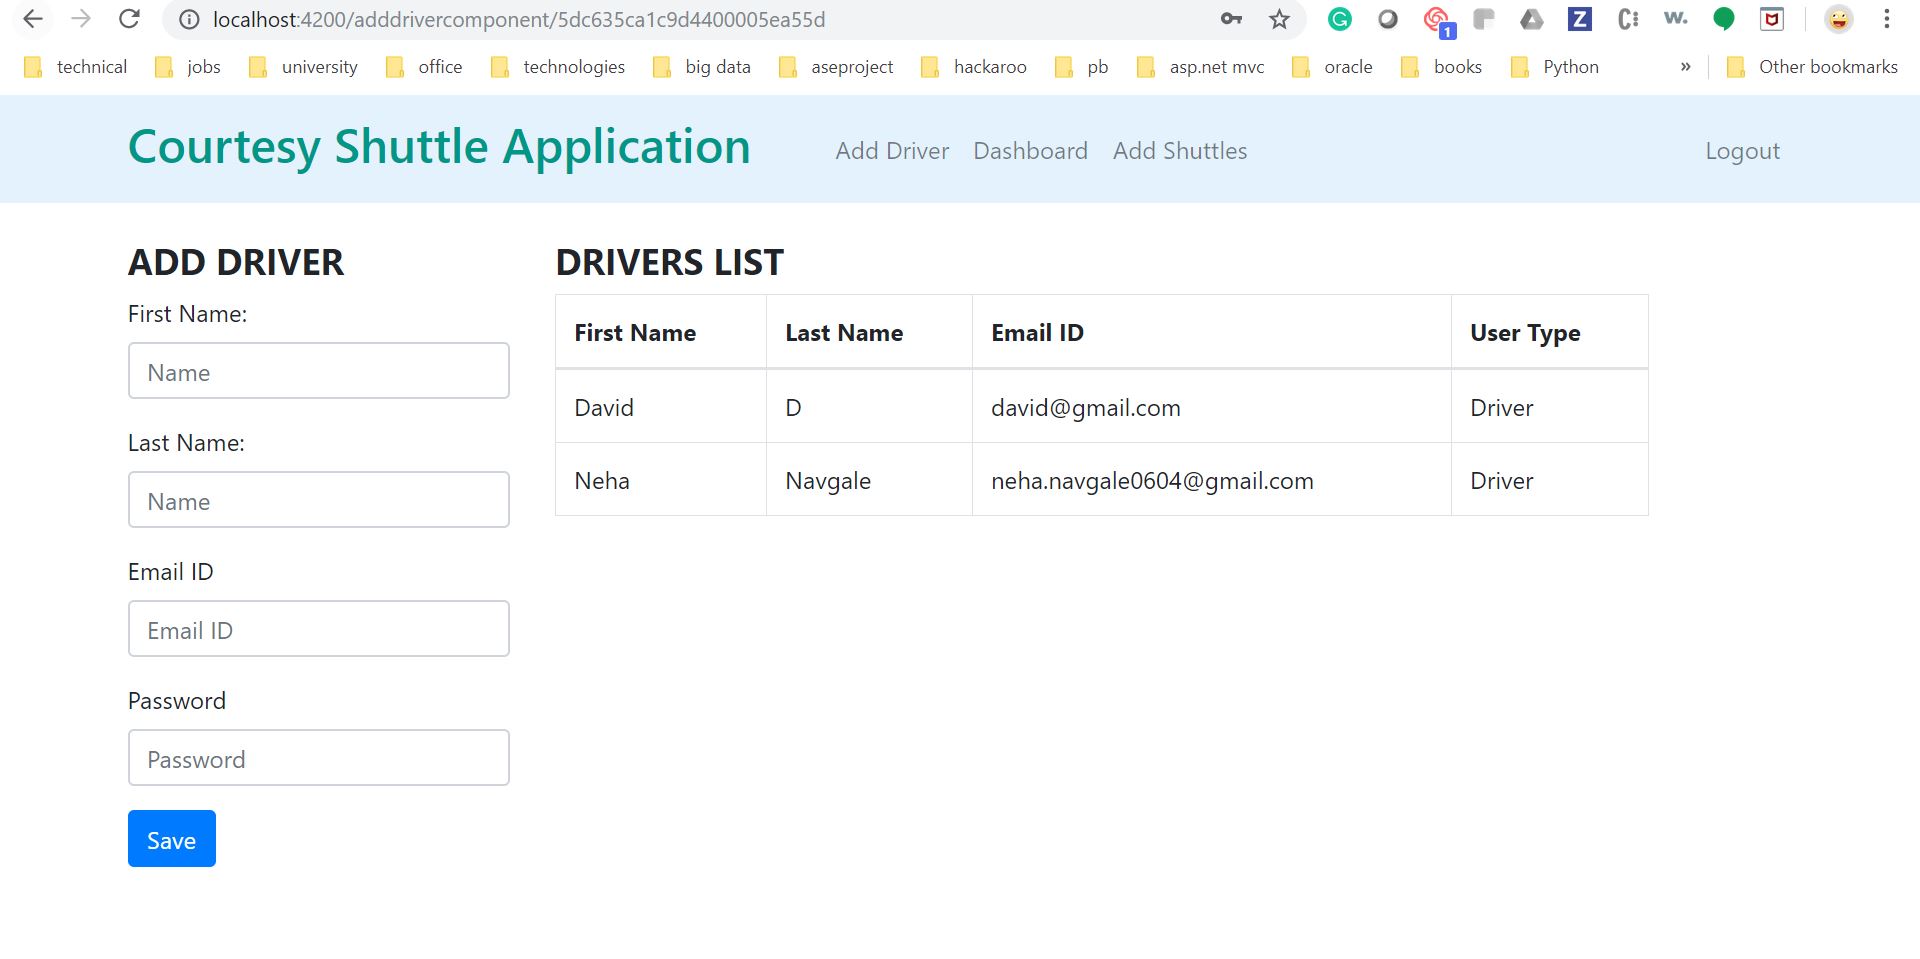 localhost:4200/adddrivercomponent/5dc635ca1c9d4400005ea55d
1
technical jobs university office technologies big data aseproject hackaroo pb asp.net mvc oracle books Python » Other bookmarks
Courtesy Shuttle Application Add Driver Dashboard Add Shuttles Logout
ADD DRIVER
First Name:
Name
Last Name:
Name
Email ID
Email ID
Password
Password
Save
DRIVERS LIST
First Name Last Name Email ID User Type
David D david@gmail.com Driver
Neha Navgale neha.navgale0604@gmail.com Driver